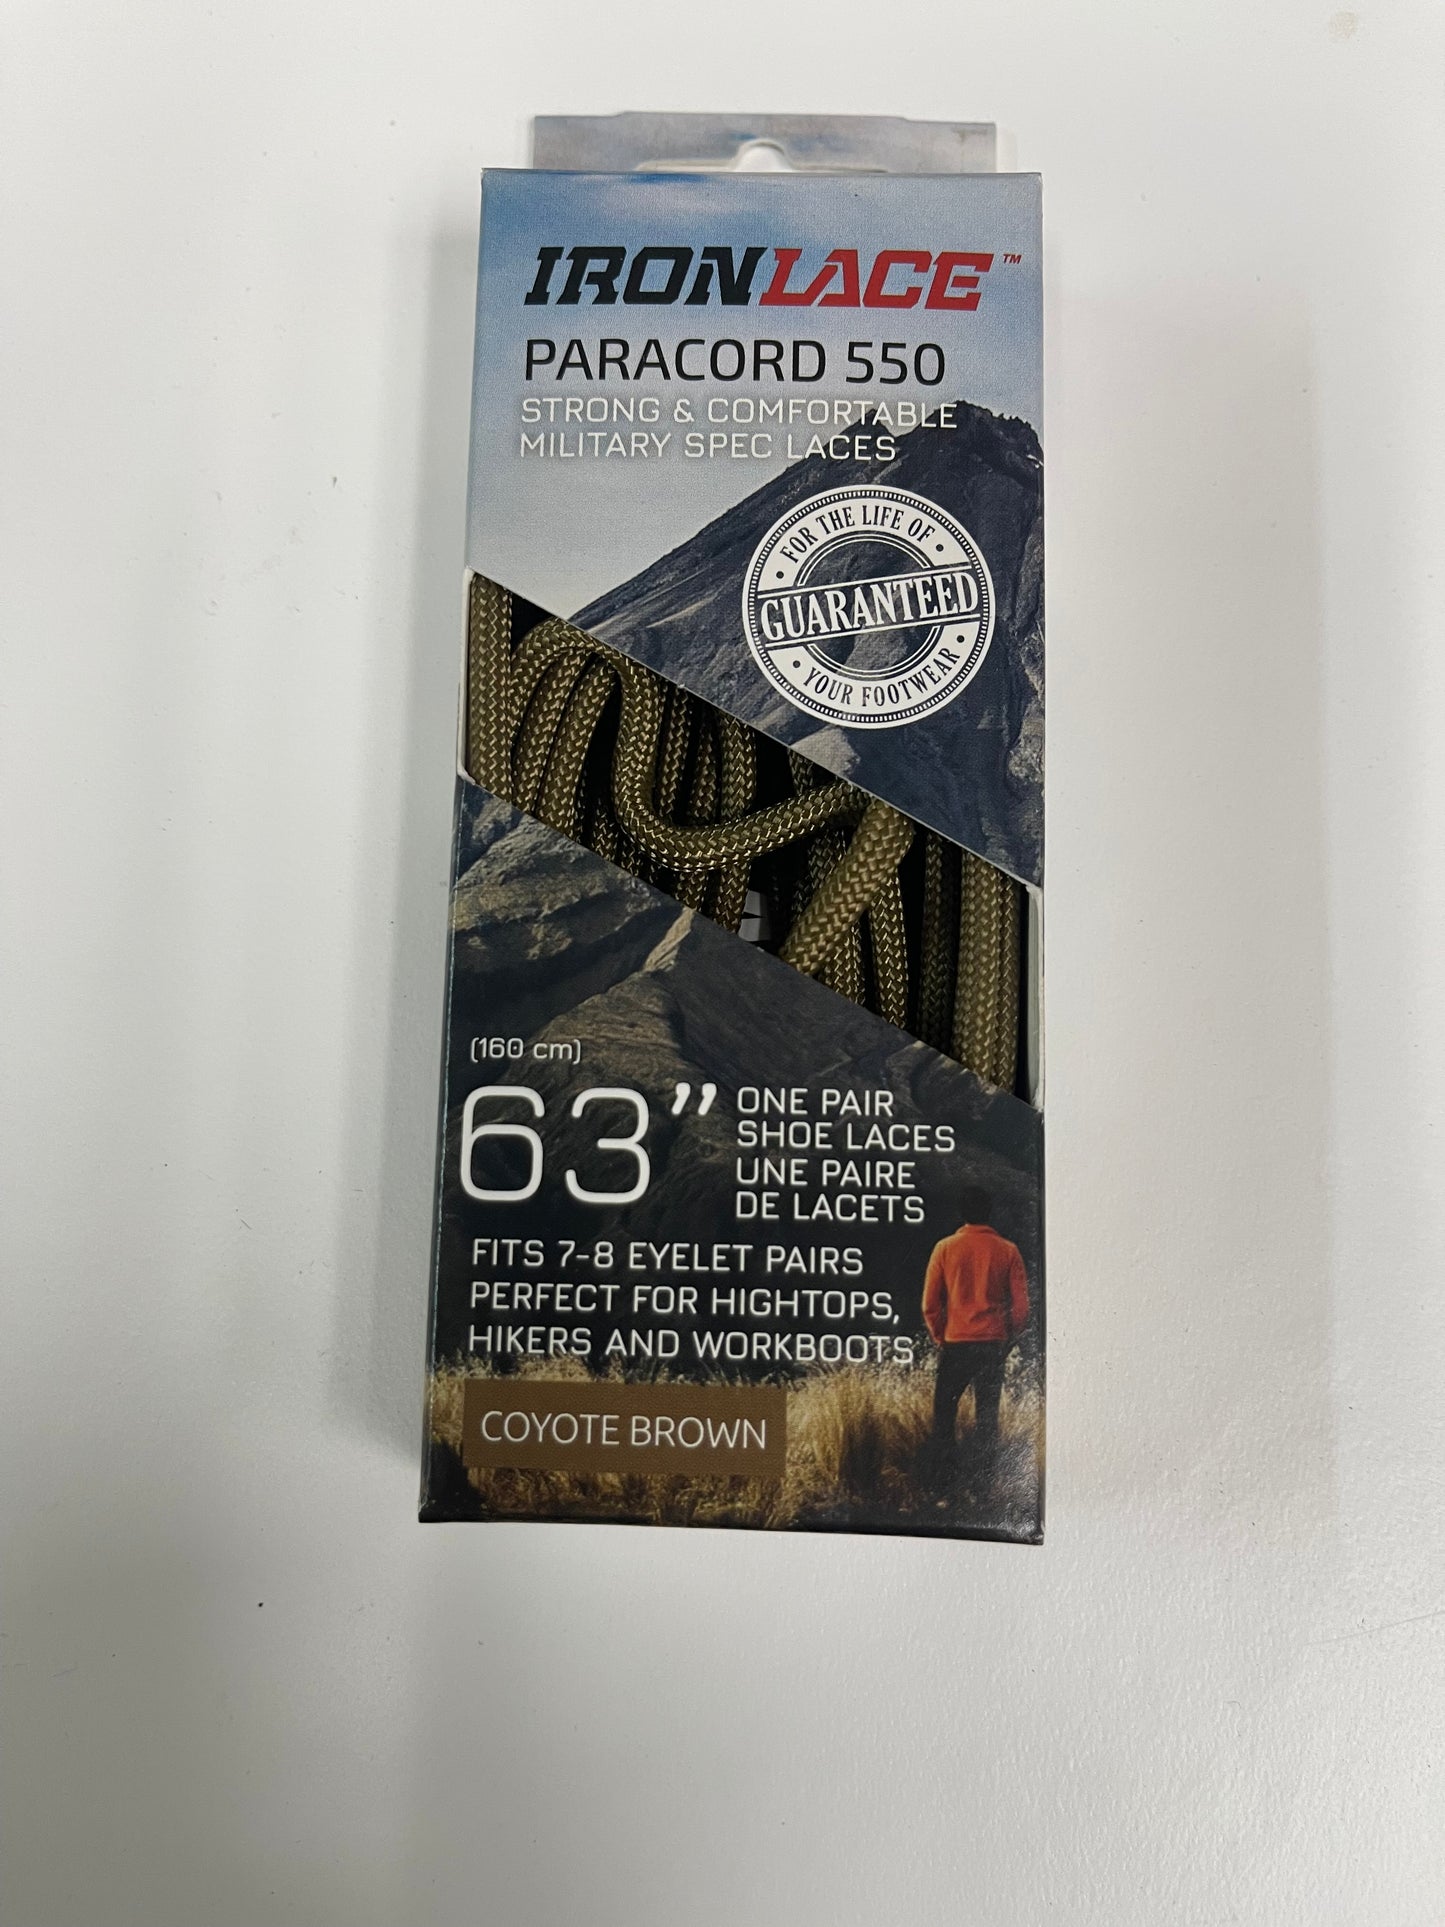 IRONLACE™
PARACORD 550
STRONG & COMFORTABLE
MILITARY SPEC LACES
FOR THE LIFE OF
GUARANTEED
YOUR FOOTWEAR
(160 cm)
63”
ONE PAIR
SHOE LACES
UNE PAIRE
DE LACETS
FITS 7-8 EYELET PAIRS
PERFECT FOR HIGHTOPS,
HIKERS AND WORKBOOTS
COYOTE BROWN